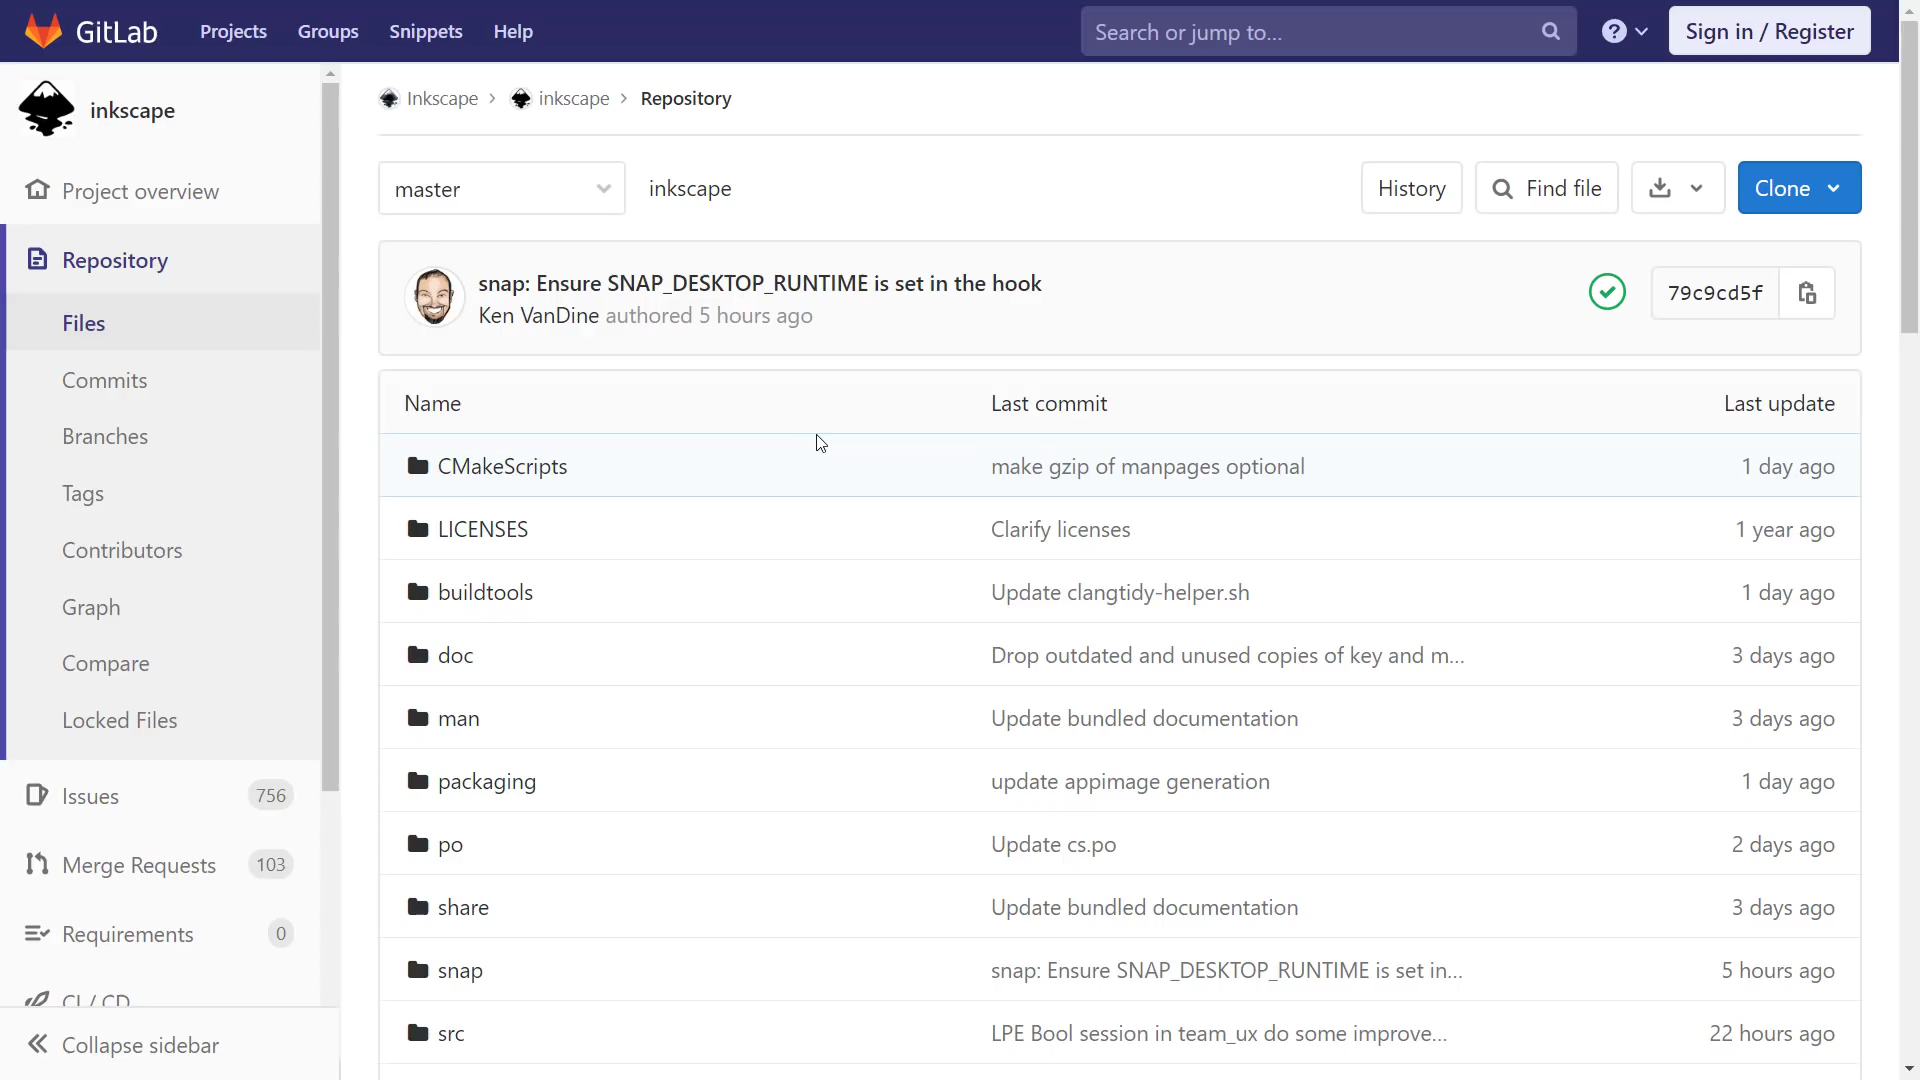 GitLab Projects Groups Snippets Help Search or jump to... Sign in / Register
inkscape
Project overview
Repository
Files
Commits
Branches
Tags
Contributors
Graph
Compare
Locked Files
Issues 756
Merge Requests 103
Requirements 0
CI / CD
Collapse sidebar
Inkscape > inkscape > Repository
master inkscape History Find file Clone
snap: Ensure SNAP_DESKTOP_RUNTIME is set in the hook
Ken VanDine authored 5 hours ago
79c9cd5f
Name Last commit Last update
CMakeScripts make gzip of manpages optional 1 day ago
LICENSES Clarify licenses 1 year ago
buildtools Update clangtidy-helper.sh 1 day ago
doc Drop outdated and unused copies of key and m... 3 days ago
man Update bundled documentation 3 days ago
packaging update appimage generation 1 day ago
po Update cs.po 2 days ago
share Update bundled documentation 3 days ago
snap snap: Ensure SNAP_DESKTOP_RUNTIME is set in... 5 hours ago
src LPE Bool session in team_ux do some improve... 22 hours ago